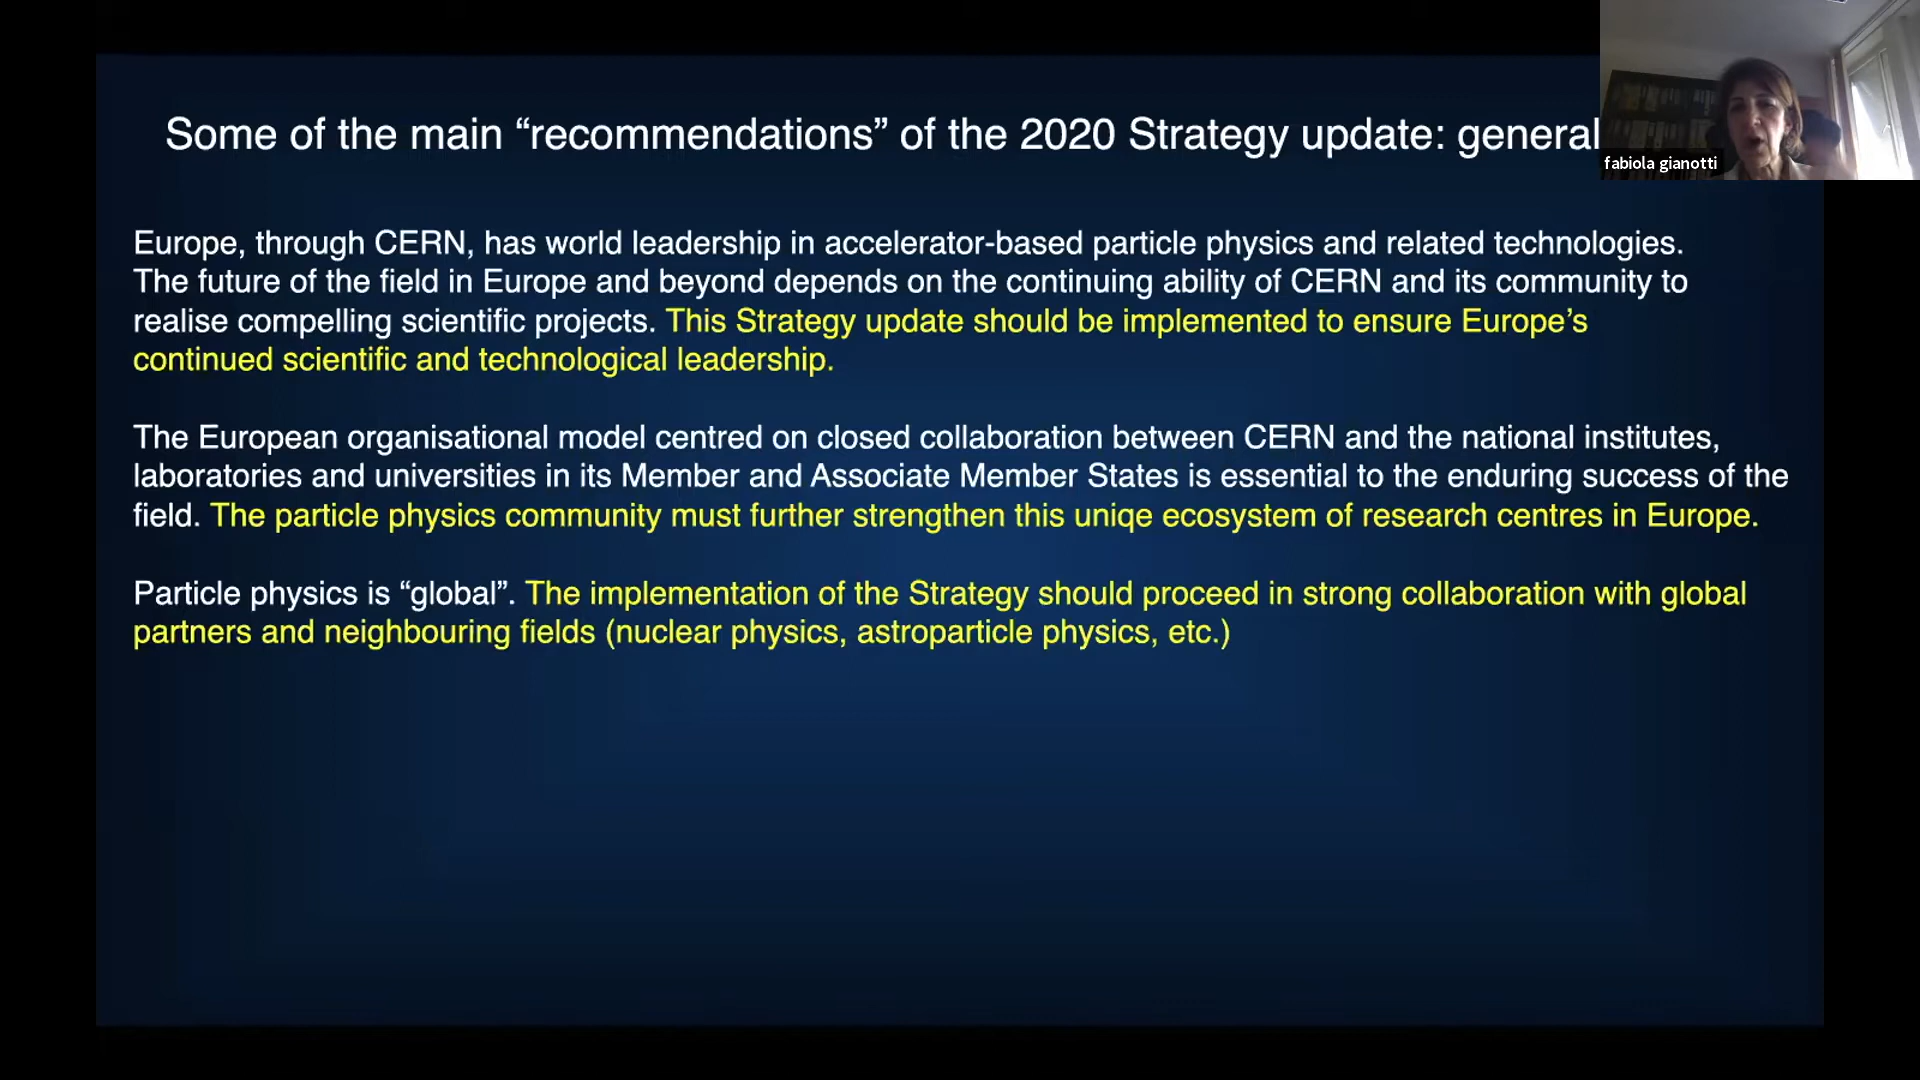 Some of the main “recommendations” of the 2020 Strategy update: general
fabiola gianotti
Europe, through CERN, has world leadership in accelerator-based particle physics and related technologies.
The future of the field in Europe and beyond depends on the continuing ability of CERN and its community to
realise compelling scientific projects. This Strategy update should be implemented to ensure Europe’s
continued scientific and technological leadership.
The European organisational model centred on closed collaboration between CERN and the national institutes,
laboratories and universities in its Member and Associate Member States is essential to the enduring success of the
field. The particle physics community must further strengthen this uniqe ecosystem of research centres in Europe.
Particle physics is “global”. The implementation of the Strategy should proceed in strong collaboration with global
partners and neighbouring fields (nuclear physics, astroparticle physics, etc.)